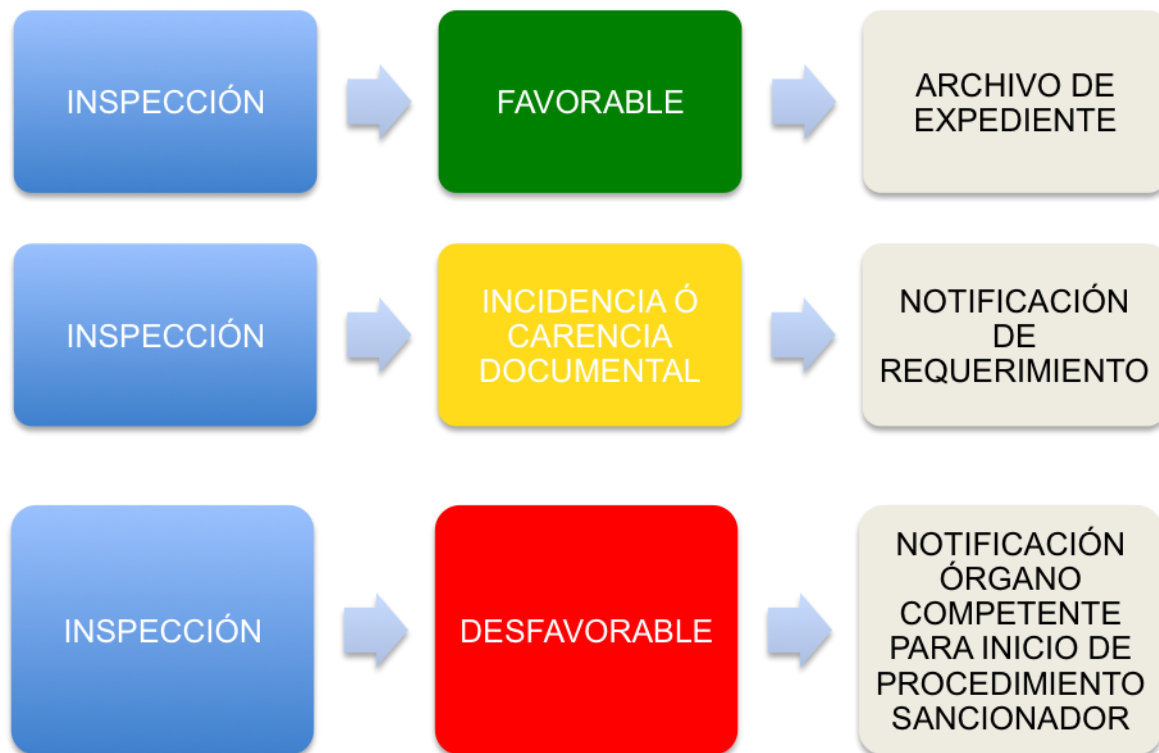 INSPECCIÓN
FAVORABLE
ARCHIVO DE
EXPEDIENTE
INSPECCIÓN
INCIDENCIA Ó
CARENCIA
DOCUMENTAL
NOTIFICACIÓN
DE
REQUERIMIENTO
INSPECCIÓN
DESFAVORABLE
NOTIFICACIÓN
ÓRGANO
COMPETENTE
PARA INICIO DE
PROCEDIMIENTO
SANCIONADOR